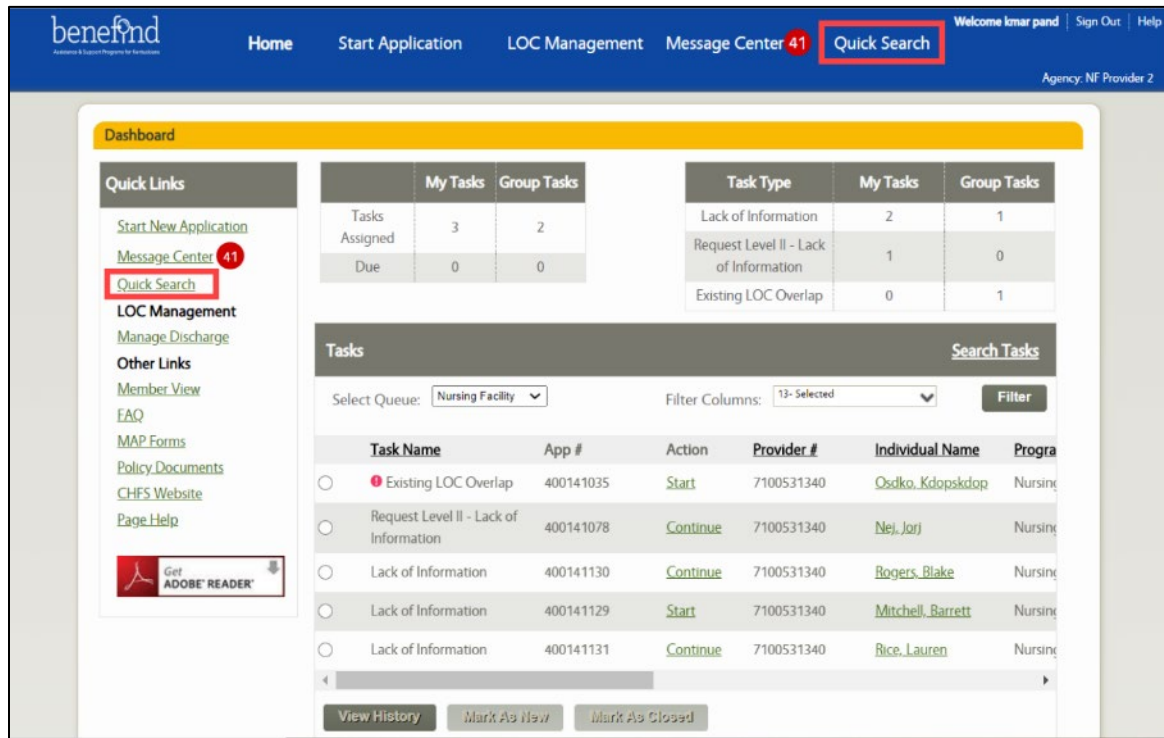 benefind
Assistance & Support Programs for Kentuckians
Welcome kmar pand | Sign Out | Help
Home Start Application LOC Management Message Center 41 Quick Search
Agency: NF Provider 2
Dashboard
Quick Links
Start New Application
Message Center 41
Quick Search
LOC Management
Manage Discharge
Other Links
Member View
FAQ
MAP Forms
Policy Documents
CHFS Website
Page Help
Get
ADOBE® READER®
My Tasks Group Tasks
Tasks Assigned 3 2
Due 0 0
Task Type My Tasks Group Tasks
Lack of Information 2 1
Request Level II - Lack
of Information 1 0
Existing LOC Overlap 0 1
Tasks Search Tasks
Select Queue: Nursing Facility Filter Columns: 13- Selected Filter
Task Name App # Action Provider # Individual Name Progra
Existing LOC Overlap 400141035 Start 7100531340 Osdko, Kdopskdop Nursing
Request Level II - Lack of
Information 400141078 Continue 7100531340 Nej, Jorj Nursing
Lack of Information 400141130 Continue 7100531340 Rogers, Blake Nursing
Lack of Information 400141129 Start 7100531340 Mitchell, Barrett Nursing
Lack of Information 400141131 Continue 7100531340 Rice, Lauren Nursing
View History Mark As New Mark As Closed